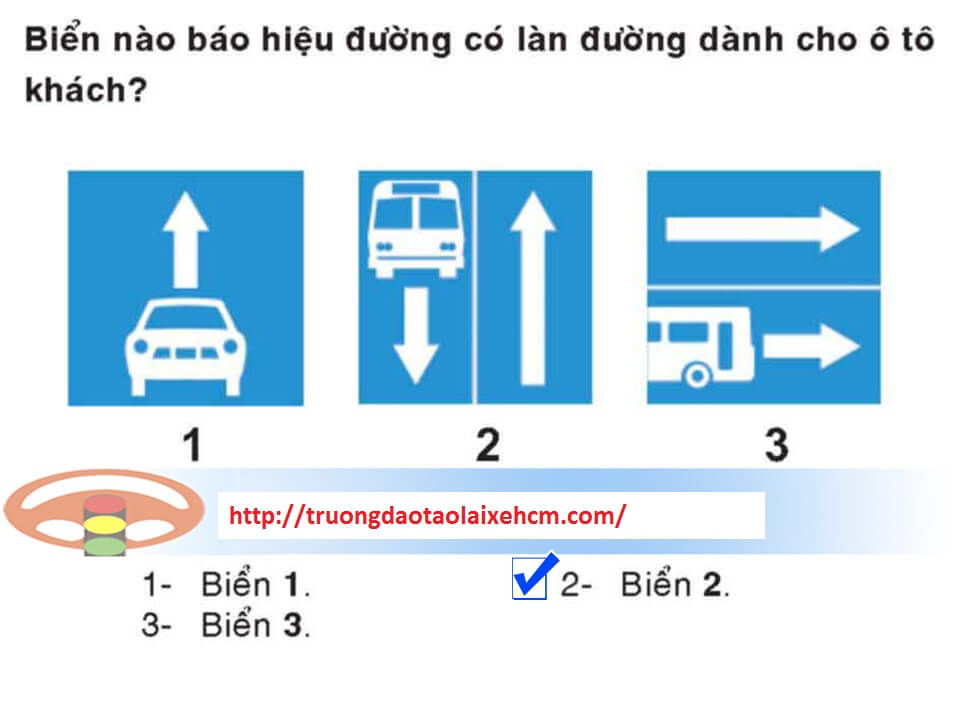 Biển nào báo hiệu đường có làn đường dành cho ô tô
khách?
1 2 3
http://truongdaotaolaixehcm.com/
1- Biển 1. 2- Biển 2.
3- Biển 3.